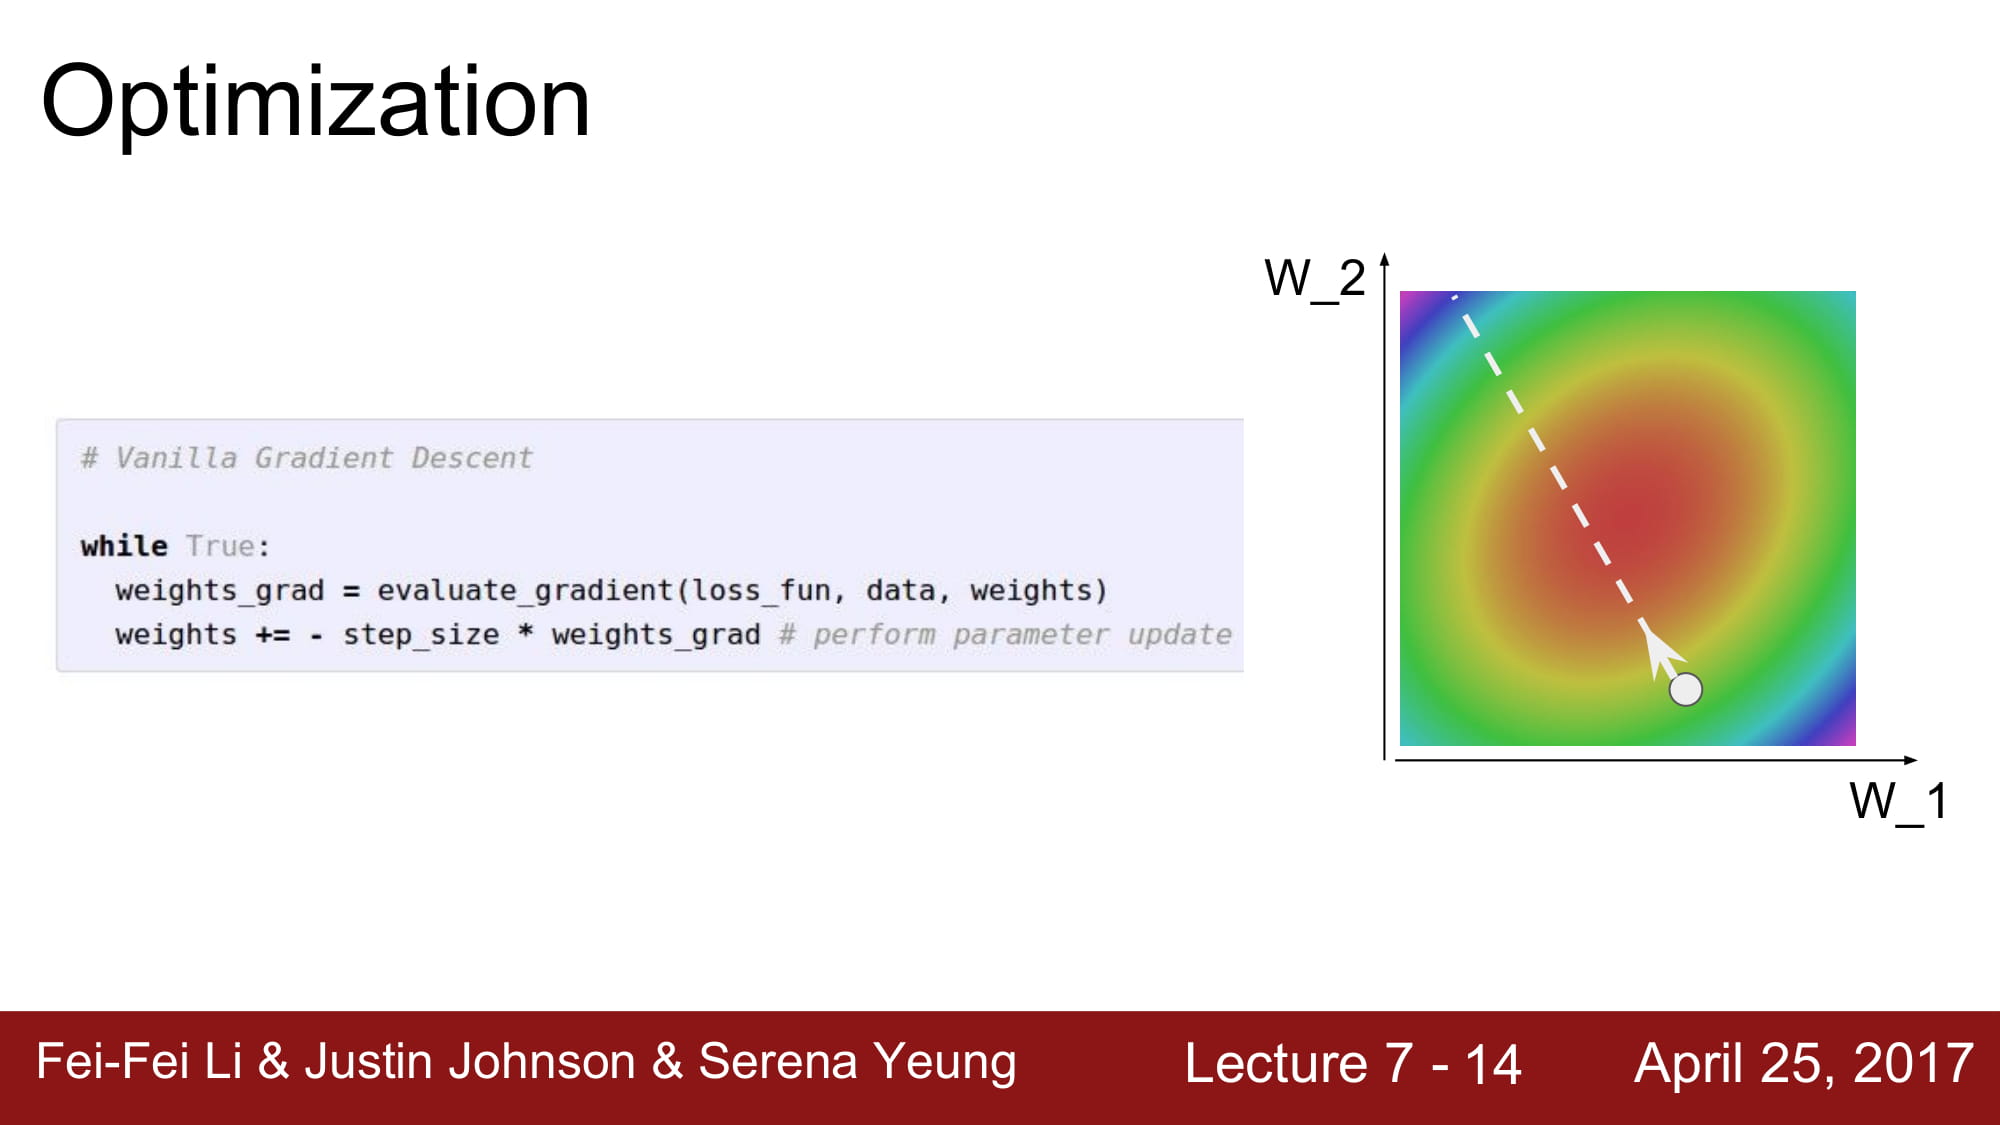 Optimization
# Vanilla Gradient Descent
while True:
weights_grad = evaluate_gradient(loss_fun, data, weights)
weights += - step_size * weights_grad # perform parameter update
W_2
W_1
Fei-Fei Li & Justin Johnson & Serena Yeung
Lecture 7 - 14
April 25, 2017